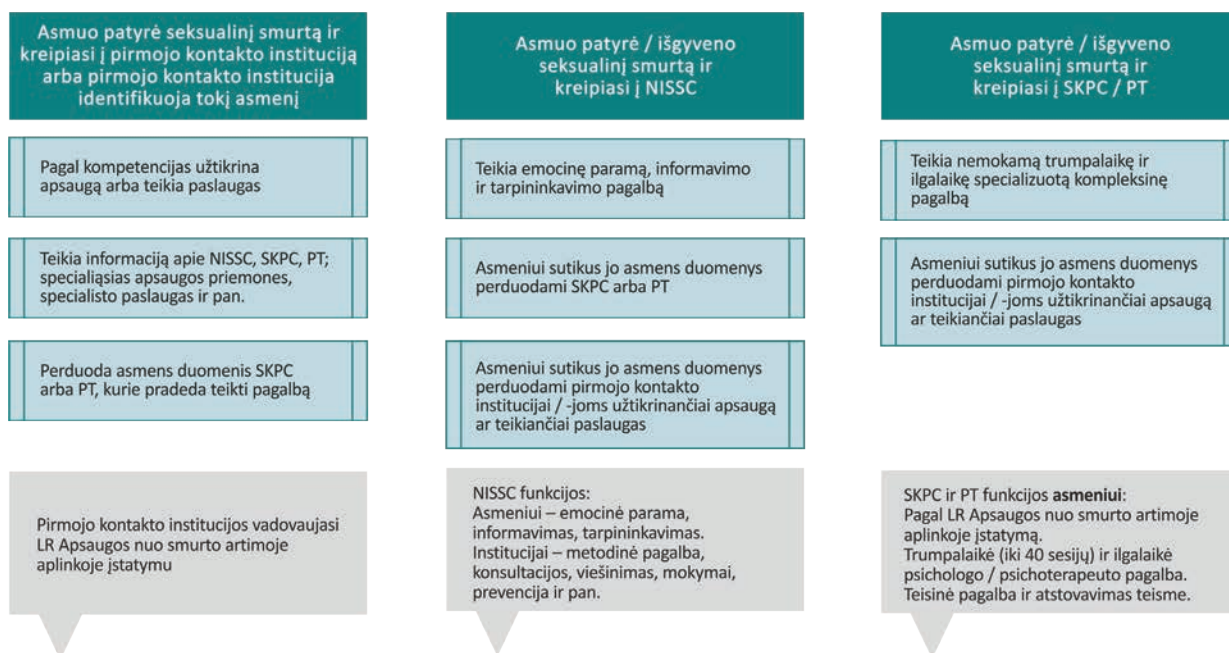 Asmuo patyrė seksualinį smurtą ir
kreipiasi į pirmojo kontakto instituciją
arba pirmojo kontakto institucija
identifikuoja tokį asmenį
Pagal kompetencijas užtikrina
apsaugą arba teikia paslaugas
Teikia informaciją apie NISSC, SKPC, PT;
specialiąsias apsaugos priemones,
specialisto paslaugas ir pan.
Perduoda asmens duomenis SKPC
arba PT, kurie pradeda teikti pagalbą
Pirmojo kontakto institucijos vadovaujasi
LR Apsaugos nuo smurto artimoje
aplinkoje įstatymu
Asmuo patyrė / išgyveno
seksualinį smurtą ir
kreipiasi į NISSC
Teikia emocinę paramą, informavimo
ir tarpininkavimo pagalbą
Asmeniui sutikus jo asmens duomenys
perduodami SKPC arba PT
Asmeniui sutikus jo asmens duomenys
perduodami pirmojo kontakto
institucijai / -joms užtikrinančiai apsaugą
ar teikiančiai paslaugas
NISSC funkcijos:
Asmeniui – emocinė parama,
informavimas, tarpininkavimas.
Institucijai – metodinė pagalba,
konsultacijos, viešinimas, mokymai,
prevencija ir pan.
Asmuo patyrė / išgyveno
seksualinį smurtą ir
kreipiasi į SKPC / PT
Teikia nemokamą trumpalaikę ir
ilgalaikę specializuotą kompleksinę
pagalbą
Asmeniui sutikus jo asmens duomenys
perduodami pirmojo kontakto
institucijai / -joms užtikrinančiai apsaugą
ar teikiančiai paslaugas
SKPC ir PT funkcijos asmeniui:
Pagal LR Apsaugos nuo smurto artimoje
aplinkoje įstatymą.
Trumpalaikė (iki 40 sesijų) ir ilgalaikė
psichologo / psichoterapeuto pagalba.
Teisinė pagalba ir atstovavimas teisme.